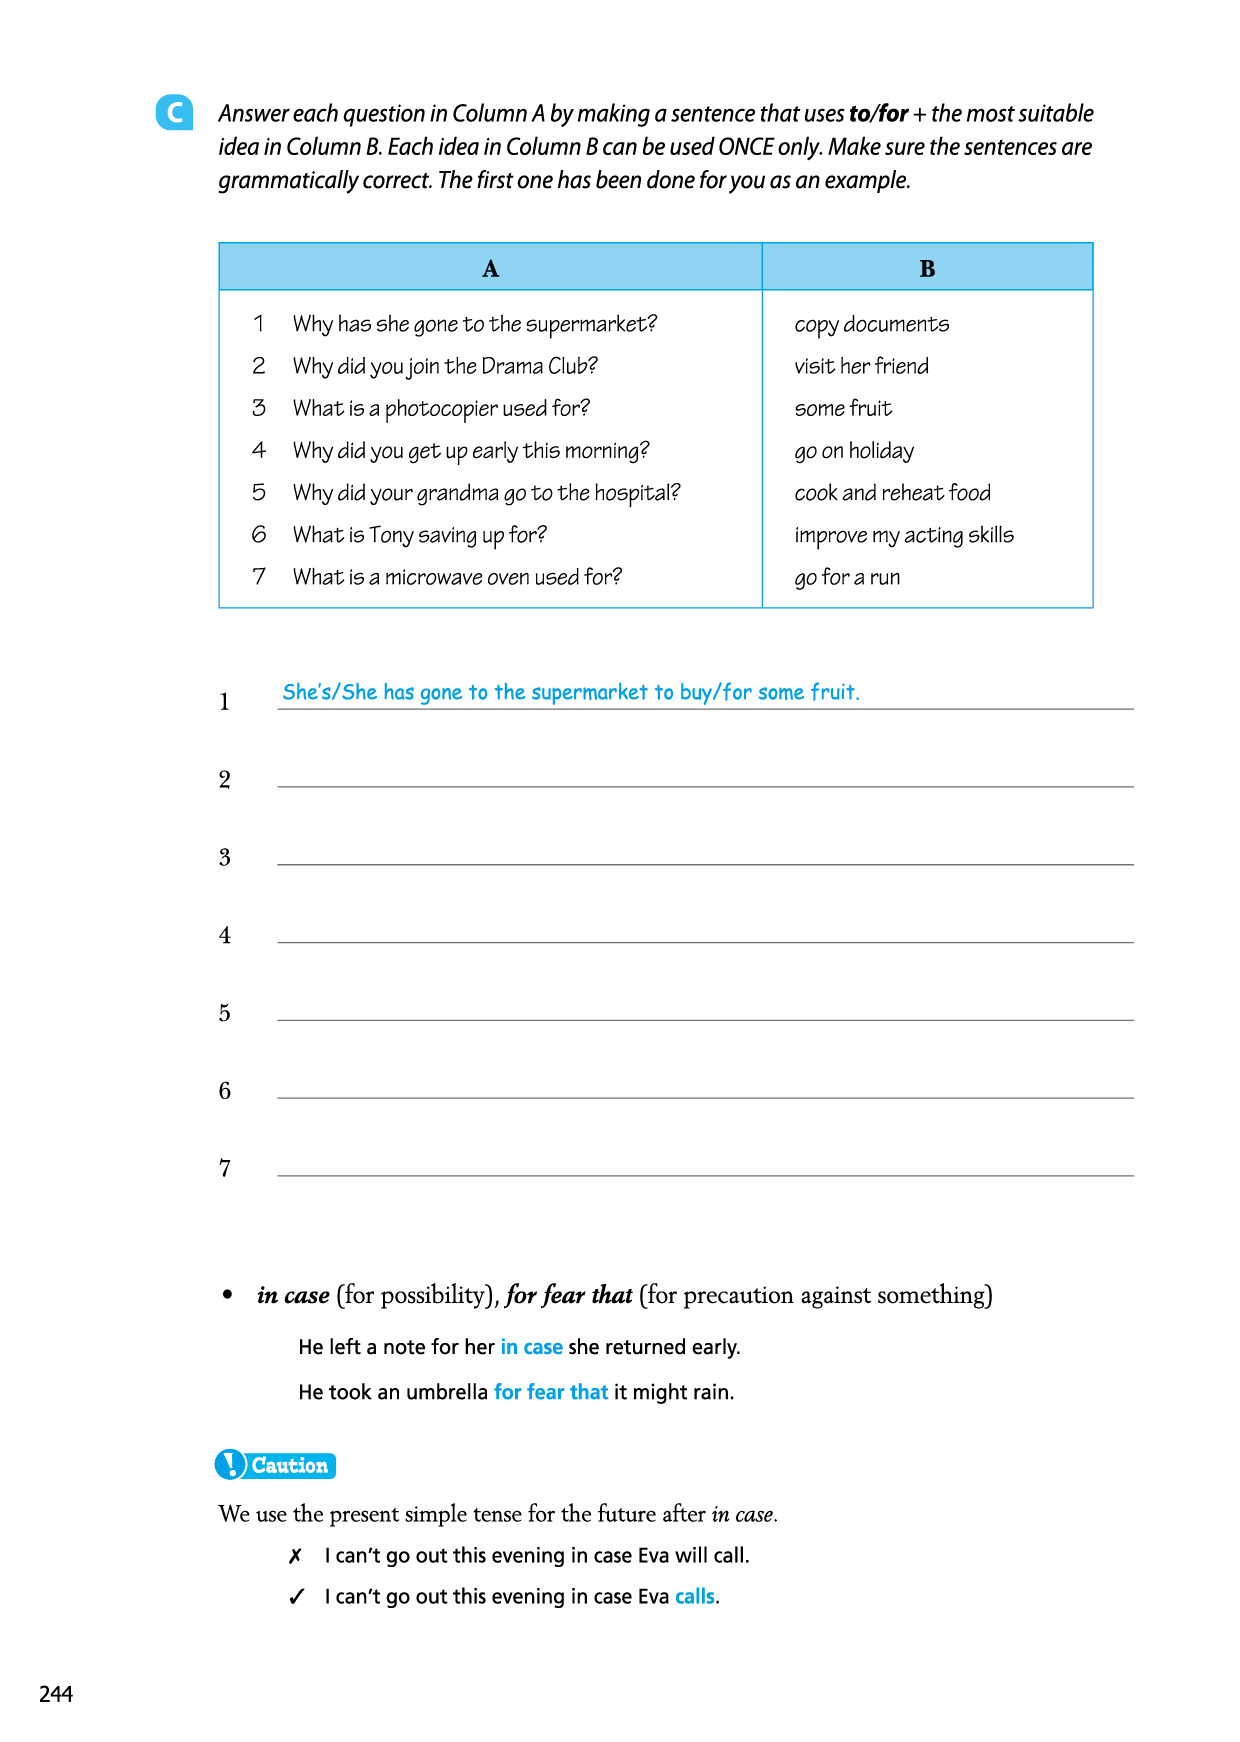 C Answer each question in Column A by making a sentence that uses to/for + the most suitable
idea in Column B. Each idea in Column B can be used ONCE only. Make sure the sentences are
grammatically correct. The first one has been done for you as an example.
A B
1 Why has she gone to the supermarket? copy documents
2 Why did you join the Drama Club? visit her friend
3 What is a photocopier used for? some fruit
4 Why did you get up early this morning? go on holiday
5 Why did your grandma go to the hospital? cook and reheat food
6 What is Tony saving up for? improve my acting skills
7 What is a microwave oven used for? go for a run
1 She's/She has gone to the supermarket to buy/for some fruit.
2
3
4
5
6
7
• in case (for possibility), for fear that (for precaution against something)
He left a note for her in case she returned early.
He took an umbrella for fear that it might rain.
! Caution
We use the present simple tense for the future after in case.
✗ I can't go out this evening in case Eva will call.
✓ I can't go out this evening in case Eva calls.
244